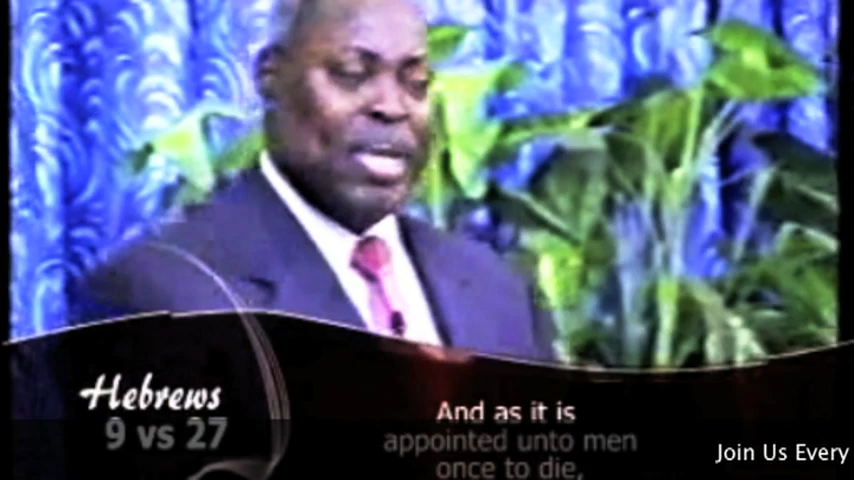 Hebrews
9 vs 27
And as it is
appointed unto men
once to die,
Join Us Every